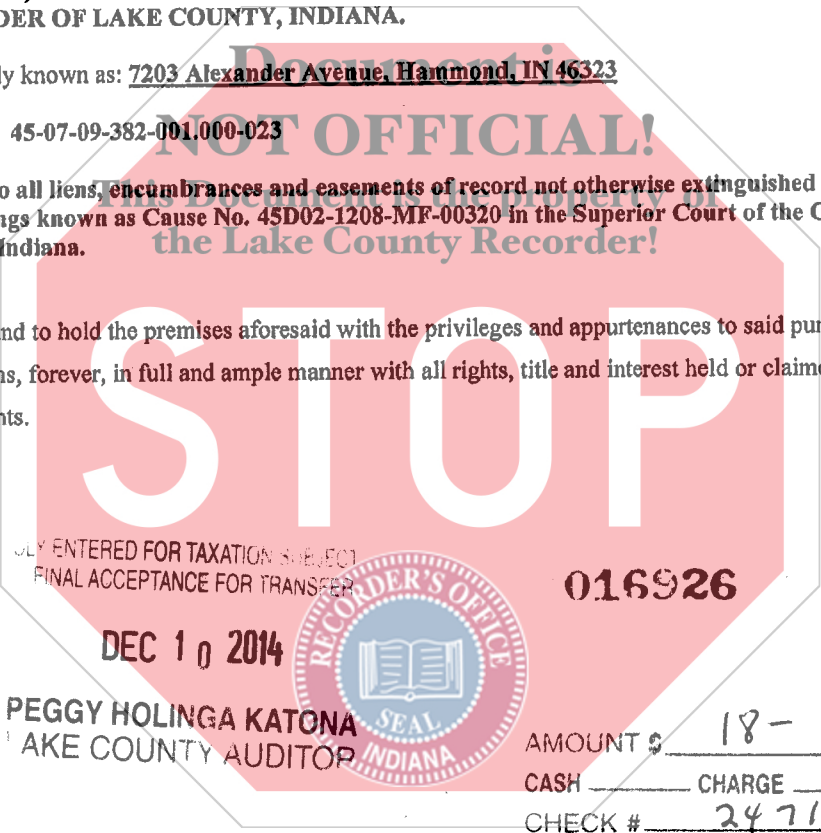 DER OF LAKE COUNTY, INDIANA.
Document is
ly known as: 7203 Alexander Avenue, Hammond, IN 46323
NOT OFFICIAL!
45-07-09-382-001.000-023
This Document is the property of
o all liens, encumbrances and easements of record not otherwise extinguished
ngs known as Cause No. 45D02-1208-MF-00320 in the Superior Court of the C
Indiana.
the Lake County Recorder!
STOP
nd to hold the premises aforesaid with the privileges and appurtenances to said pur
ns, forever, in full and ample manner with all rights, title and interest held or claime
nts.
ULY ENTERED FOR TAXATION SUBJECT
FINAL ACCEPTANCE FOR TRANSFER
DEC 10 2014
PEGGY HOLINGA KATONA
AKE COUNTY AUDITOR
RECORDER'S OFFICE
SEAL
INDIANA
016926
AMOUNT $ 18-
CASH CHARGE
CHECK # 2471